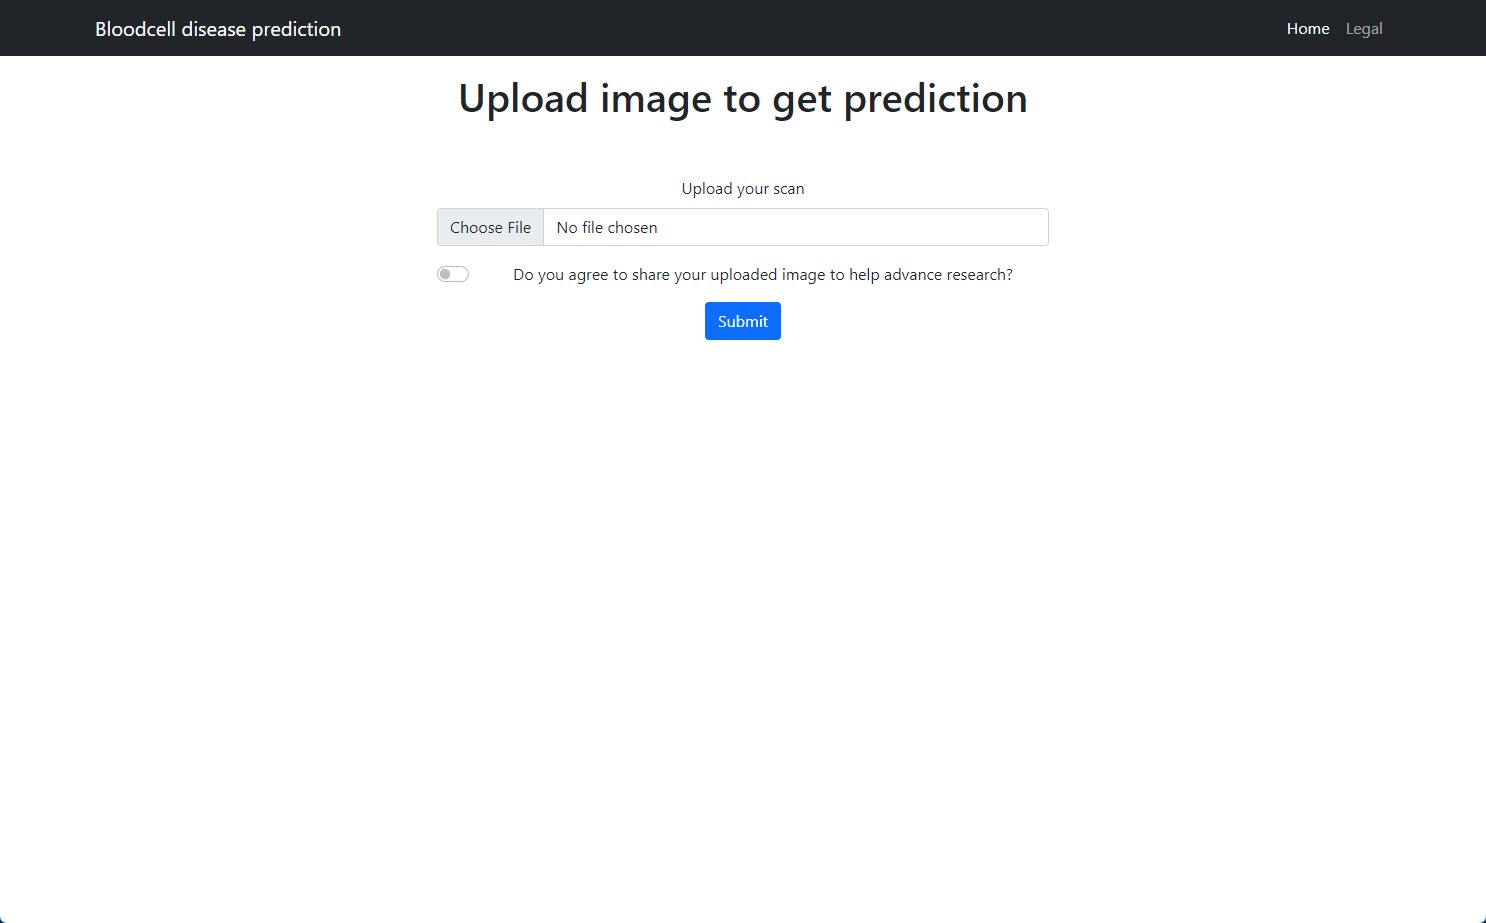 Bloodcell disease prediction
Home Legal
Upload image to get prediction
Upload your scan
Choose File No file chosen
Do you agree to share your uploaded image to help advance research?
Submit